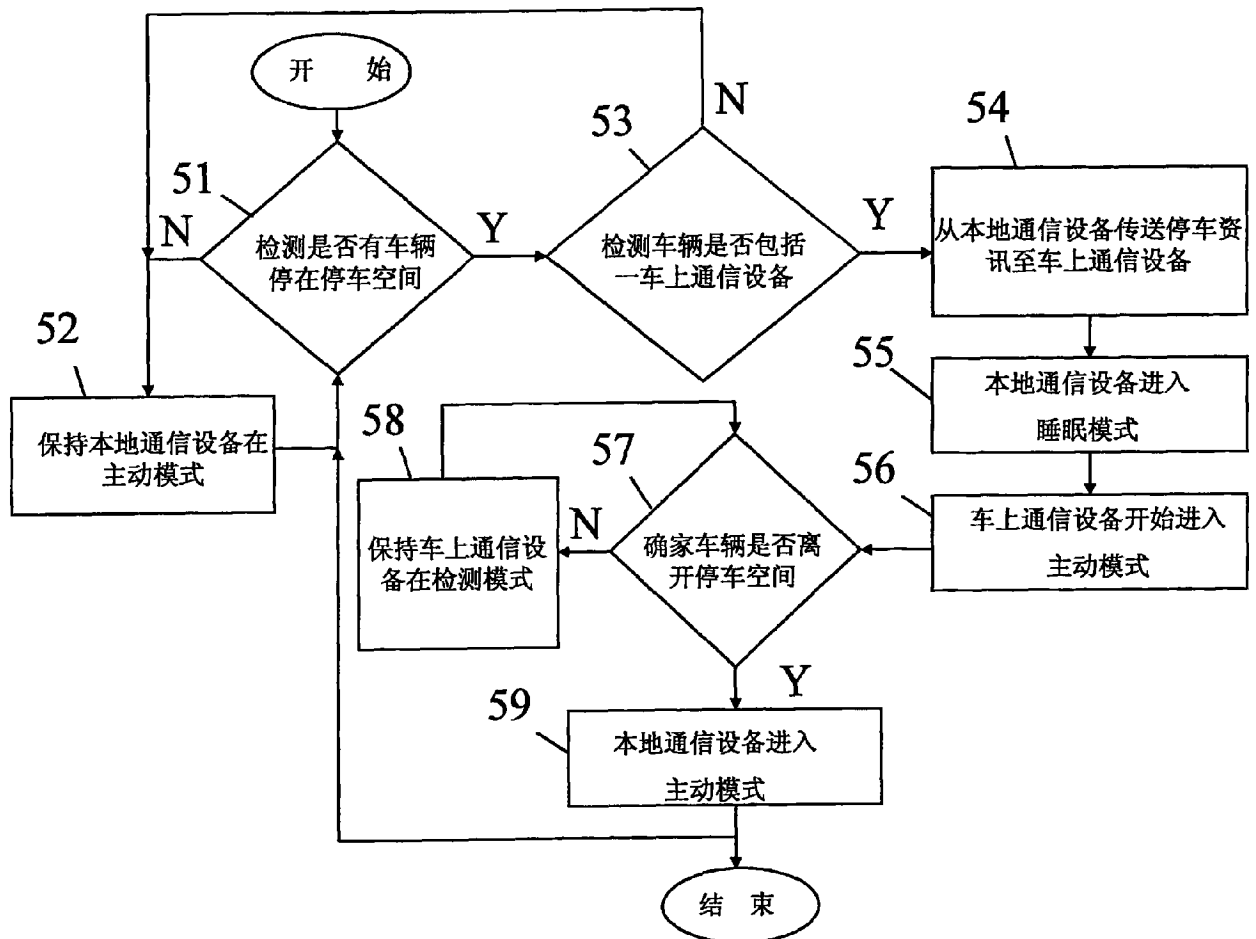 开 始
N
53
54
51
N
Y
Y
检测是否有车辆
停在停车空间
检测车辆是否包括
一车上通信设备
从本地通信设备传送停车资
讯至车上通信设备
52
55
本地通信设备进入
睡眠模式
保持本地通信设备在
主动模式
58
57
56
N
车上通信设备开始进入
主动模式
保持车上通信设
备在检测模式
确家车辆是否离
开停车空间
Y
59
本地通信设备进入
主动模式
结 束